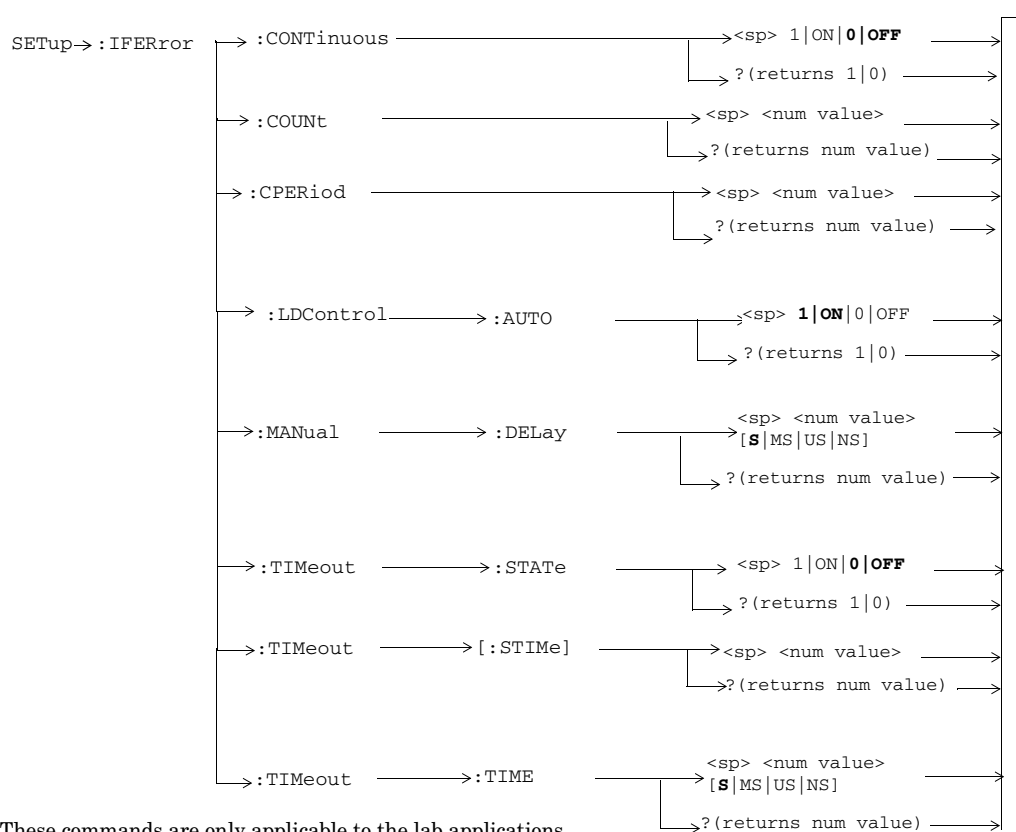 SETup :IFERror :CONTinuous <sp> 1|ON|0|OFF
?(returns 1|0)
:COUNt <sp> <num value>
?(returns num value)
:CPERiod <sp> <num value>
?(returns num value)
:LDControl :AUTO <sp> 1|ON|0|OFF
?(returns 1|0)
:MANual :DELay <sp> <num value>
[S|MS|US|NS]
?(returns num value)
:TIMeout :STATe <sp> 1|ON|0|OFF
?(returns 1|0)
:TIMeout [:STIMe] <sp> <num value>
?(returns num value)
:TIMeout :TIME <sp> <num value>
[S|MS|US|NS]
?(returns num value)
These commands are only applicable to the lab applications